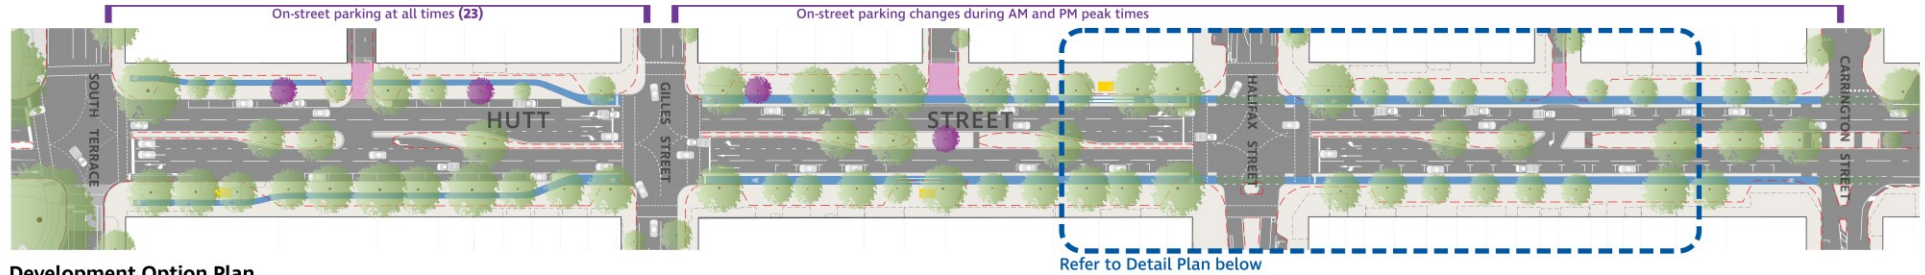 On-street parking at all times (23)
On-street parking changes during AM and PM peak times
SOUTH TERRACE
HUTT
GILLES STREET
STREET
HALIFAX STREET
CARRINGTON STREET
Refer to Detail Plan below
Development Option Plan